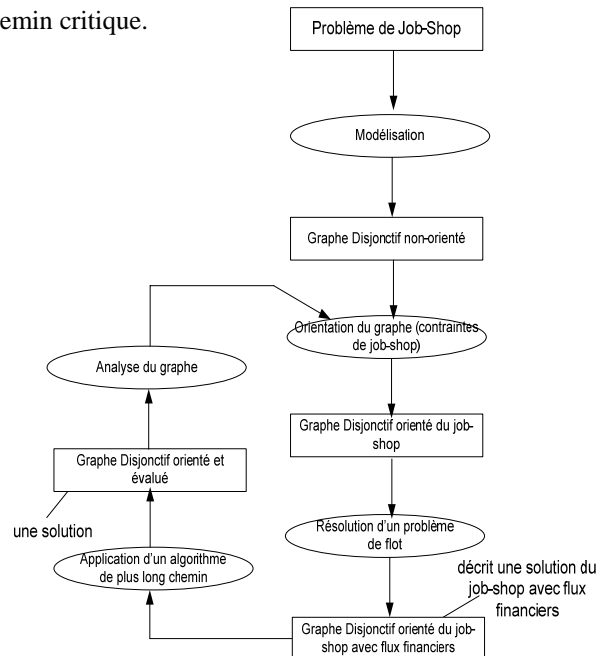 emin critique.
Problème de Job-Shop
Modélisation
Graphe Disjonctif non-orienté
Orientation du graphe (contraintes
de job-shop)
Analyse du graphe
Graphe Disjonctif orienté du job-
shop
Graphe Disjonctif orienté et
évalué
une solution
Résolution d'un problème
de flot
Application d'un algorithme
de plus long chemin
décrit une solution du
job-shop avec flux
financiers
Graphe Disjonctif orienté du job-
shop avec flux financiers